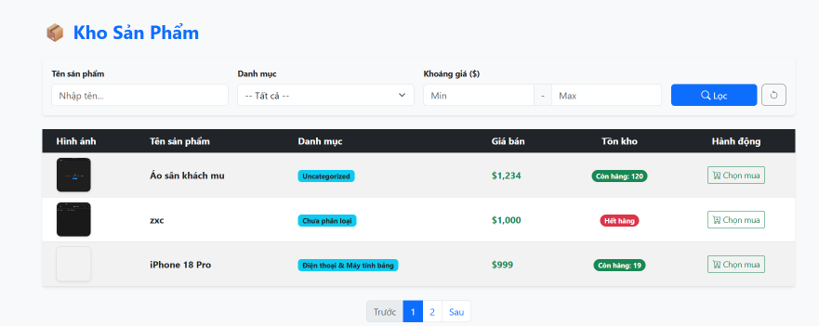 Kho Sản Phẩm
Tên sản phẩm Danh mục Khoảng giá ($)
Nhập tên... -- Tất cả -- Min - Max Lọc
Hình ảnh Tên sản phẩm Danh mục Giá bán Tồn kho Hành động
Áo sân khách mu Uncategorized $1,234 Còn hàng: 120 Chọn mua
zxc Chưa phân loại $1,000 Hết hàng Chọn mua
iPhone 18 Pro Điện thoại & Máy tính bảng $999 Còn hàng: 19 Chọn mua
Trước 1 2 Sau